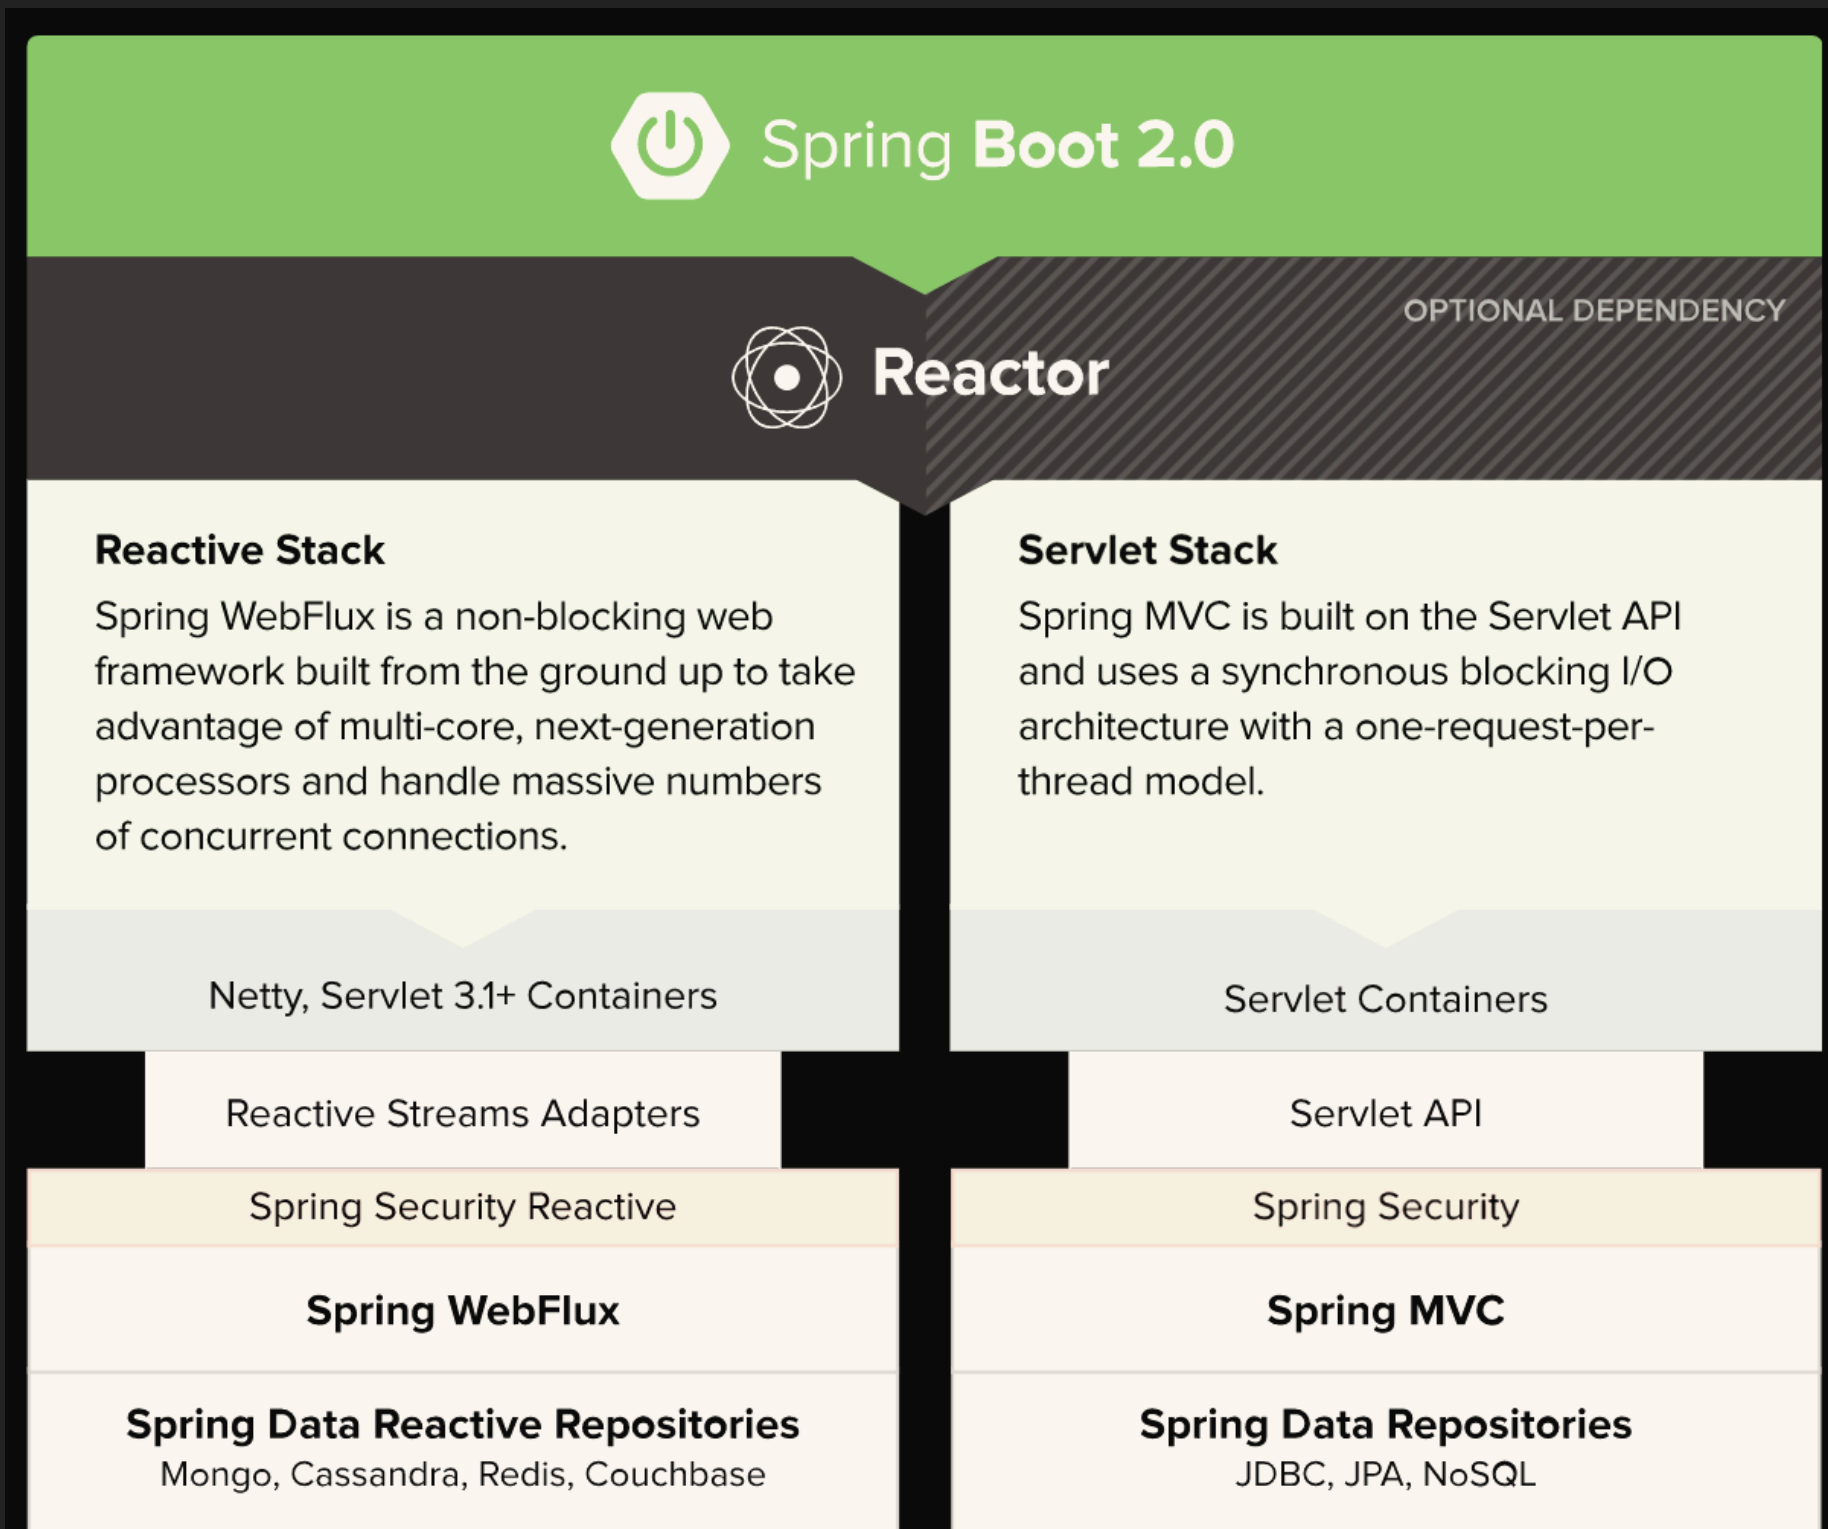 Spring Boot 2.0
OPTIONAL DEPENDENCY
Reactor
Reactive Stack
Spring WebFlux is a non-blocking web
framework built from the ground up to take
advantage of multi-core, next-generation
processors and handle massive numbers
of concurrent connections.
Netty, Servlet 3.1+ Containers
Reactive Streams Adapters
Spring Security Reactive
Spring WebFlux
Spring Data Reactive Repositories
Mongo, Cassandra, Redis, Couchbase
Servlet Stack
Spring MVC is built on the Servlet API
and uses a synchronous blocking I/O
architecture with a one-request-per-
thread model.
Servlet Containers
Servlet API
Spring Security
Spring MVC
Spring Data Repositories
JDBC, JPA, NoSQL